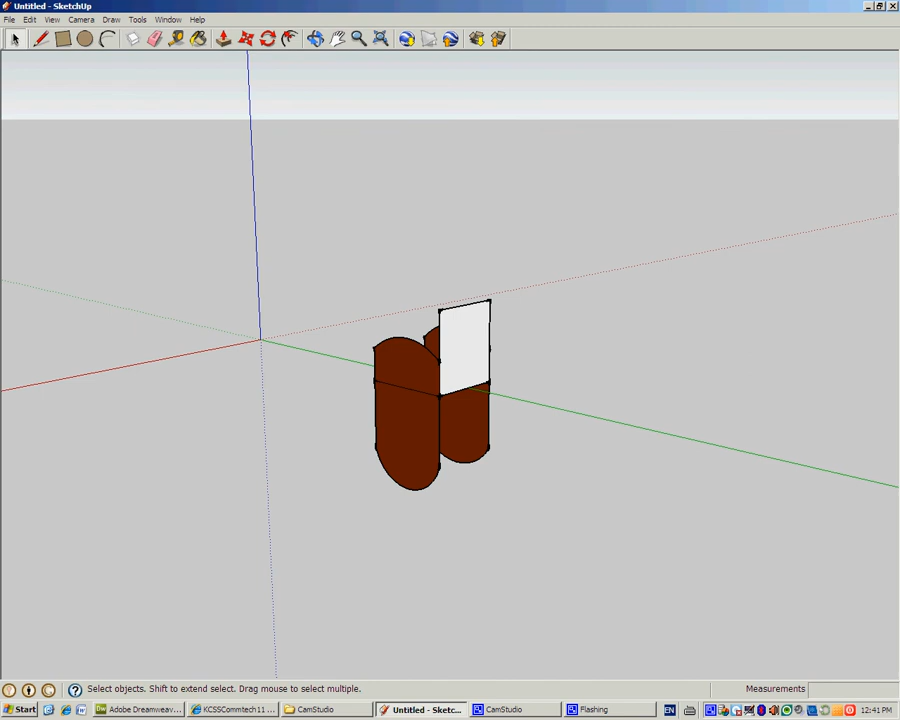 Untitled - SketchUp
File Edit View Camera Draw Tools Window Help
Select objects. Shift to extend select. Drag mouse to select multiple.
Measurements
Start
Adobe Dreamweav...
KCSSCommtech11 ...
CamStudio
Untitled - Sketc...
CamStudio
Flashing
EN
12:41 PM